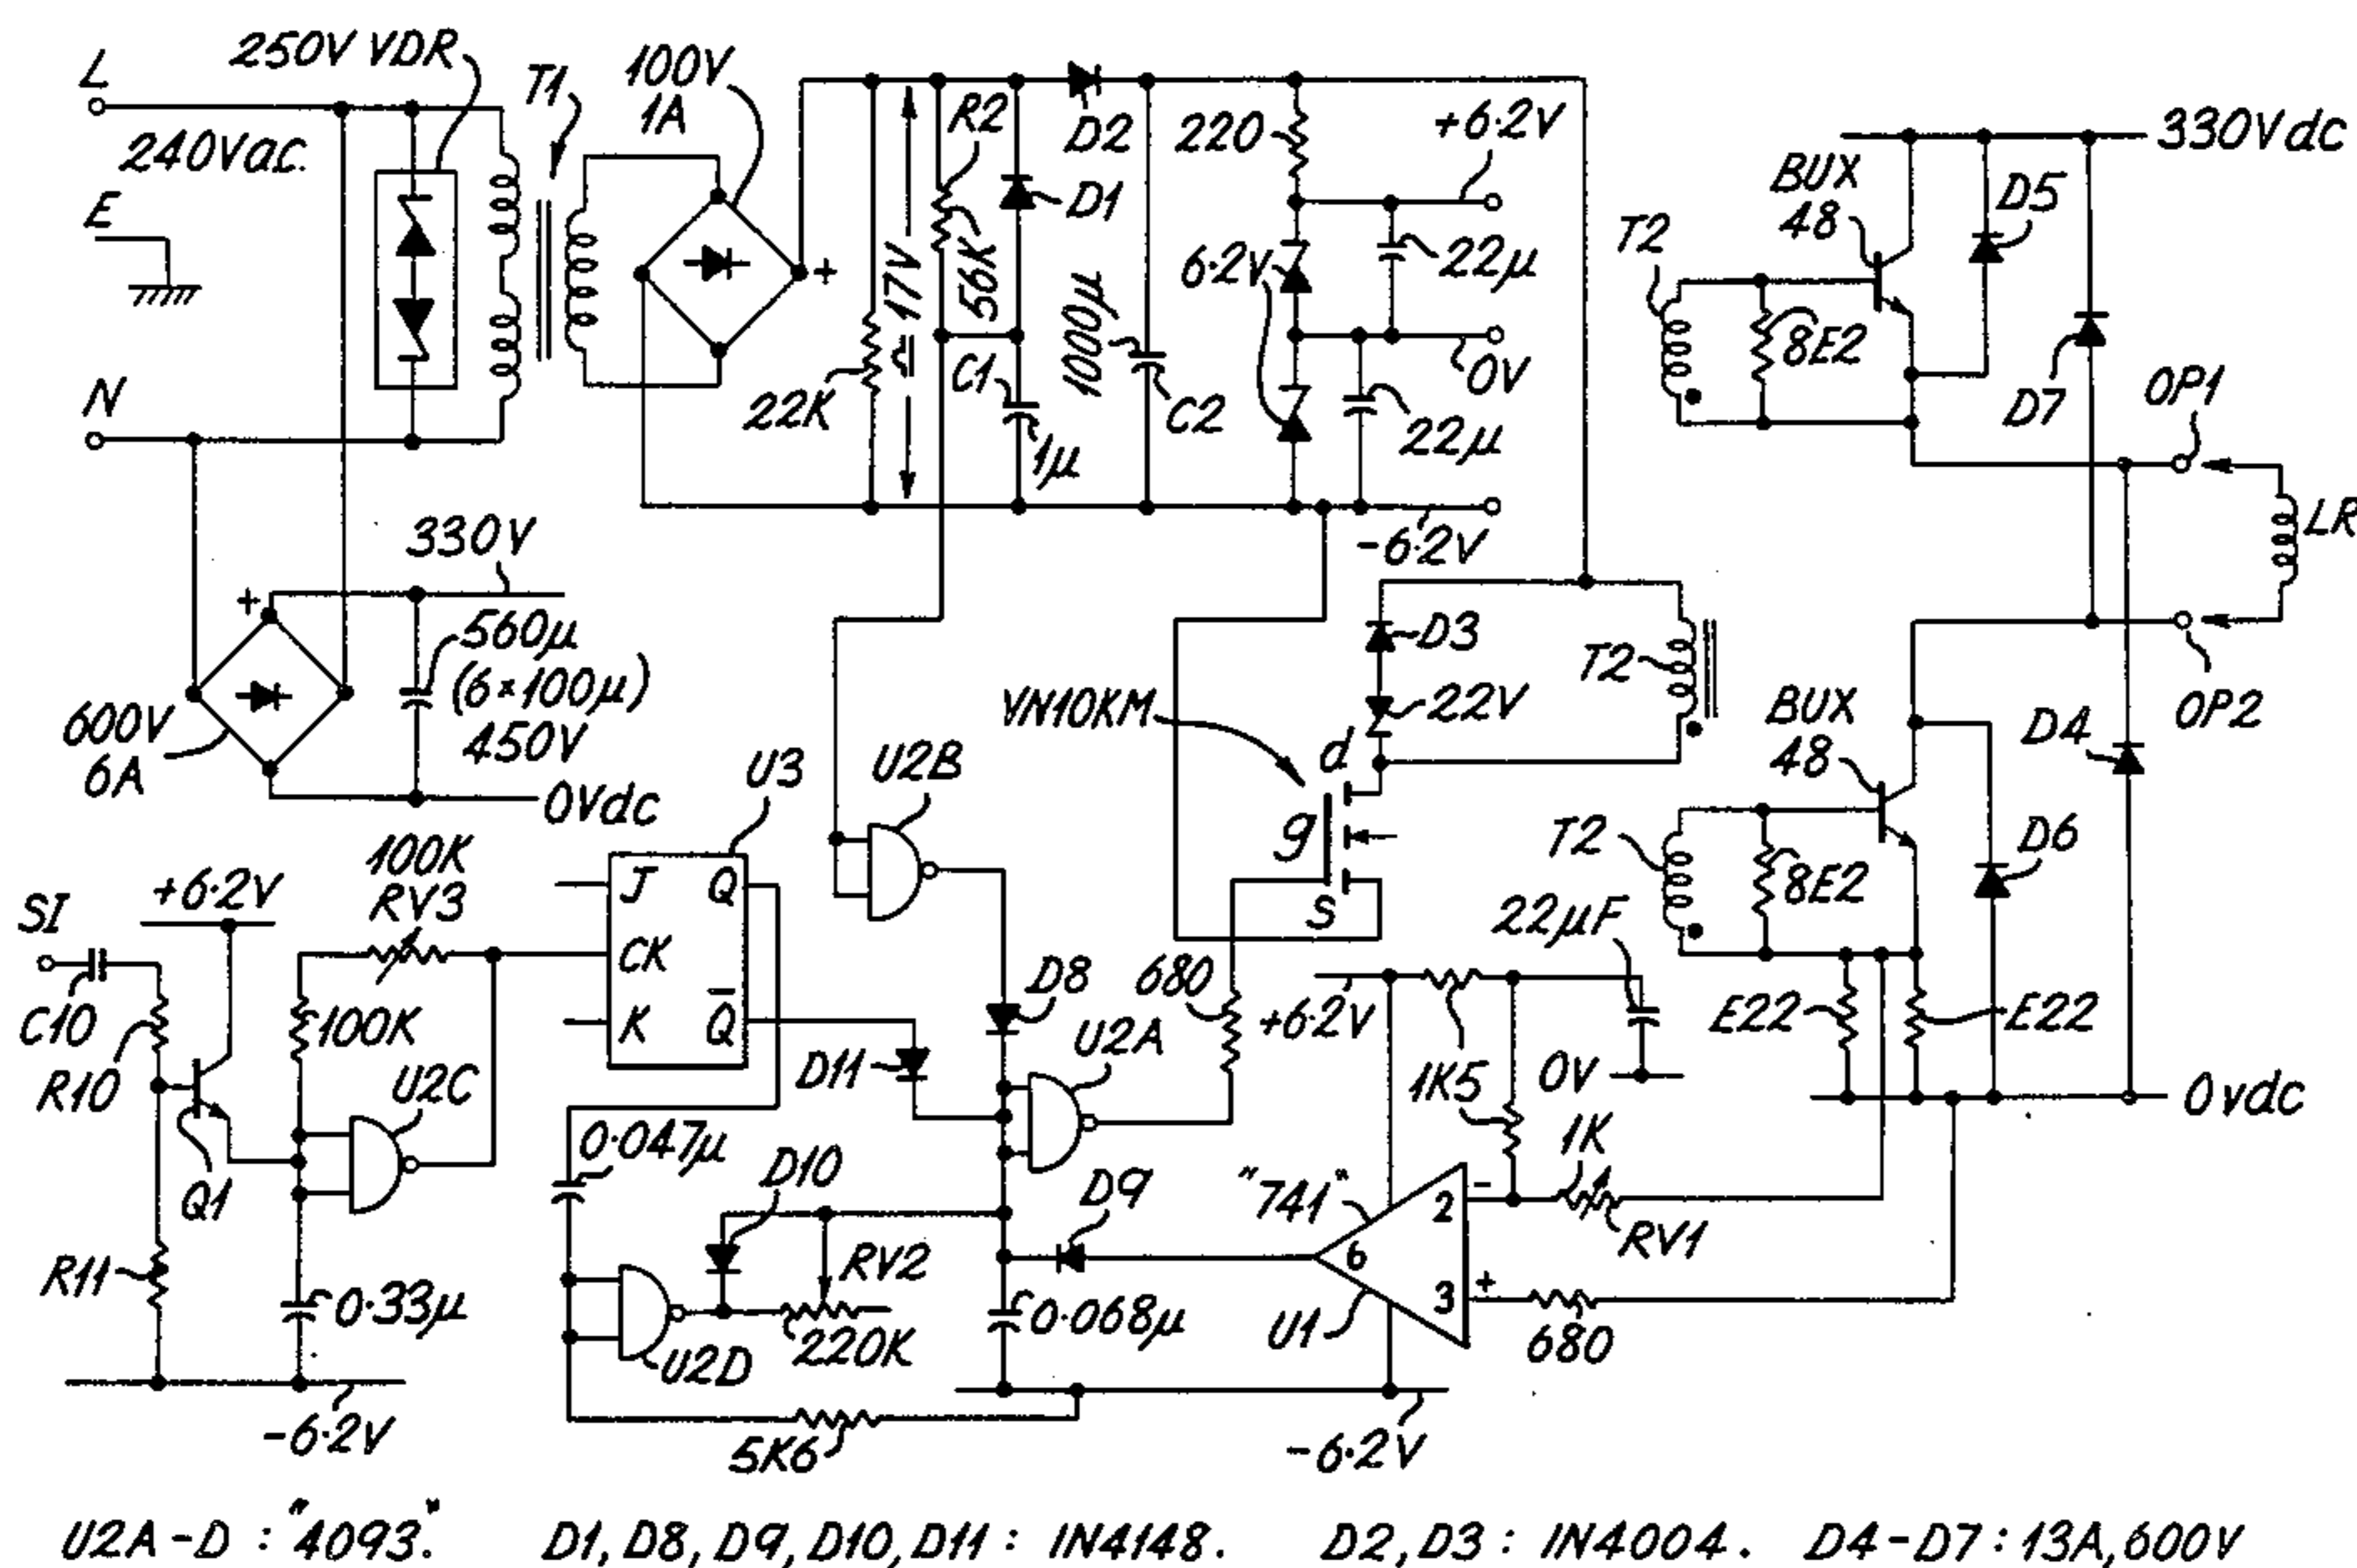 250V VDR
T1
100V
1A
L
240Vac.
E
N
+
22K
≏ 17V
R2
56K
D1
D2
C1
1µ
1000µ
C2
220
+6.2V
6.2V
22µ
0V
22µ
-6.2V
330Vdc
BUX
48
D5
T2
8E2
D7
OP1
LR
OP2
330V
+
560µ
(6×100µ)
450V
600V
6A
0Vdc
D3
22V
T2
VN10KM
d
g
s
BUX
48
D4
D6
T2
8E2
E22
E22
0vdc
U3
U2B
100K
RV3
+6.2V
SI
C10
R10
100K
J
Q
CK
K
Q̅
D8
D11
U2A
680
22µF
+6.2V
0V
1K5
1K
RV1
U2C
Q1
R11
0.33µ
-6.2V
0.047µ
D10
RV2
220K
U2D
5K6
D9
0.068µ
"741"
2
-
6
3
+
U1
680
-6.2V
U2A-D : "4093". D1, D8, D9, D10, D11 : IN4148. D2, D3 : IN4004. D4-D7 : 13A, 600V